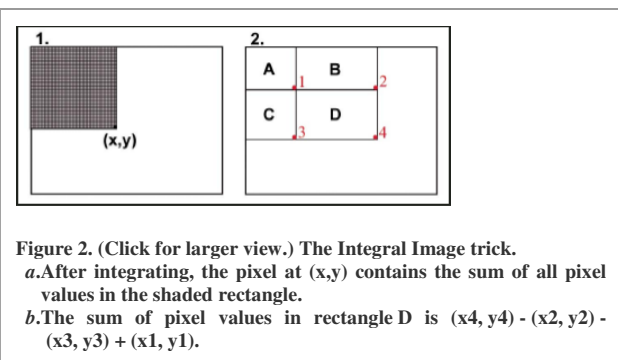 1.
(x,y)
2.
A B
1 2
C D
3 4
Figure 2. (Click for larger view.) The Integral Image trick.
a.After integrating, the pixel at (x,y) contains the sum of all pixel
values in the shaded rectangle.
b.The sum of pixel values in rectangle D is (x4, y4) - (x2, y2) -
(x3, y3) + (x1, y1).